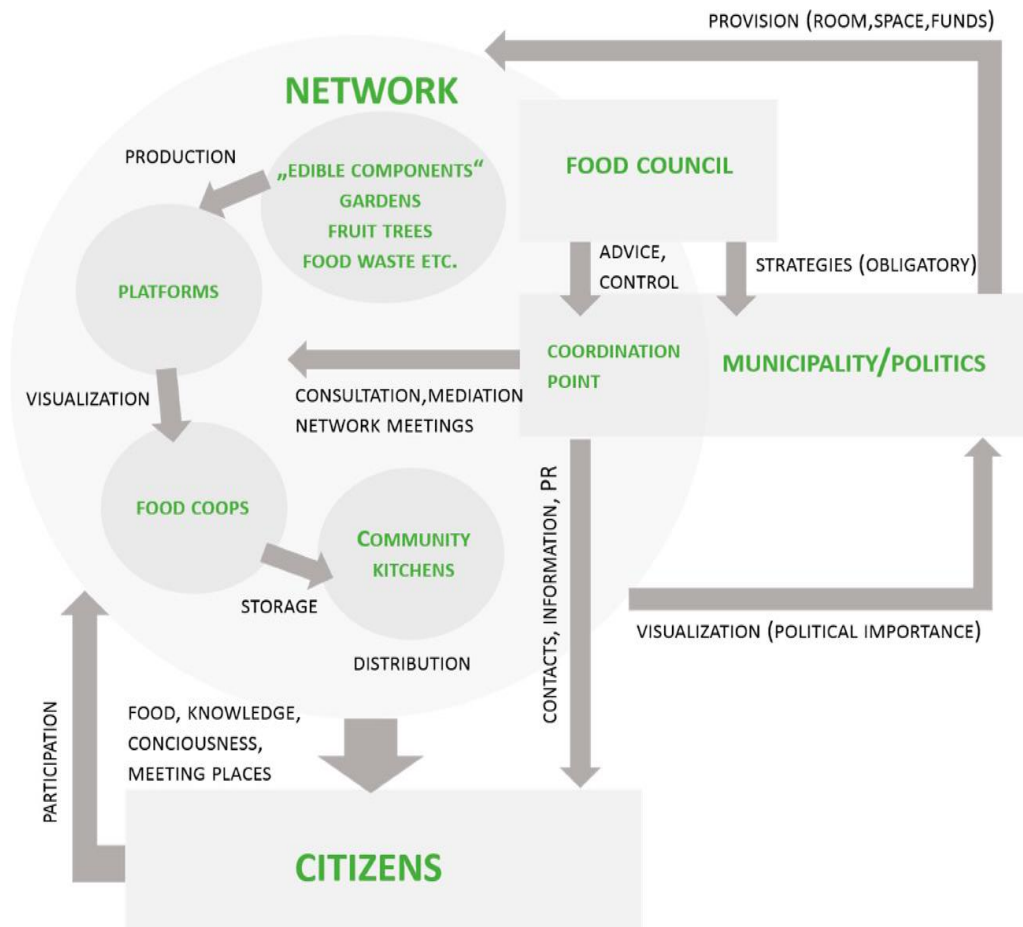 PROVISION (ROOM,SPACE,FUNDS)
NETWORK
PRODUCTION
„EDIBLE COMPONENTS“
GARDENS
FRUIT TREES
FOOD WASTE ETC.
FOOD COUNCIL
ADVICE,
CONTROL
STRATEGIES (OBLIGATORY)
PLATFORMS
COORDINATION
POINT
MUNICIPALITY/POLITICS
VISUALIZATION
CONSULTATION,MEDIATION
NETWORK MEETINGS
FOOD COOPS
COMMUNITY
KITCHENS
STORAGE
CONTACTS, INFORMATION, PR
VISUALIZATION (POLITICAL IMPORTANCE)
DISTRIBUTION
PARTICIPATION
FOOD, KNOWLEDGE,
CONCIOUSNESS,
MEETING PLACES
CITIZENS